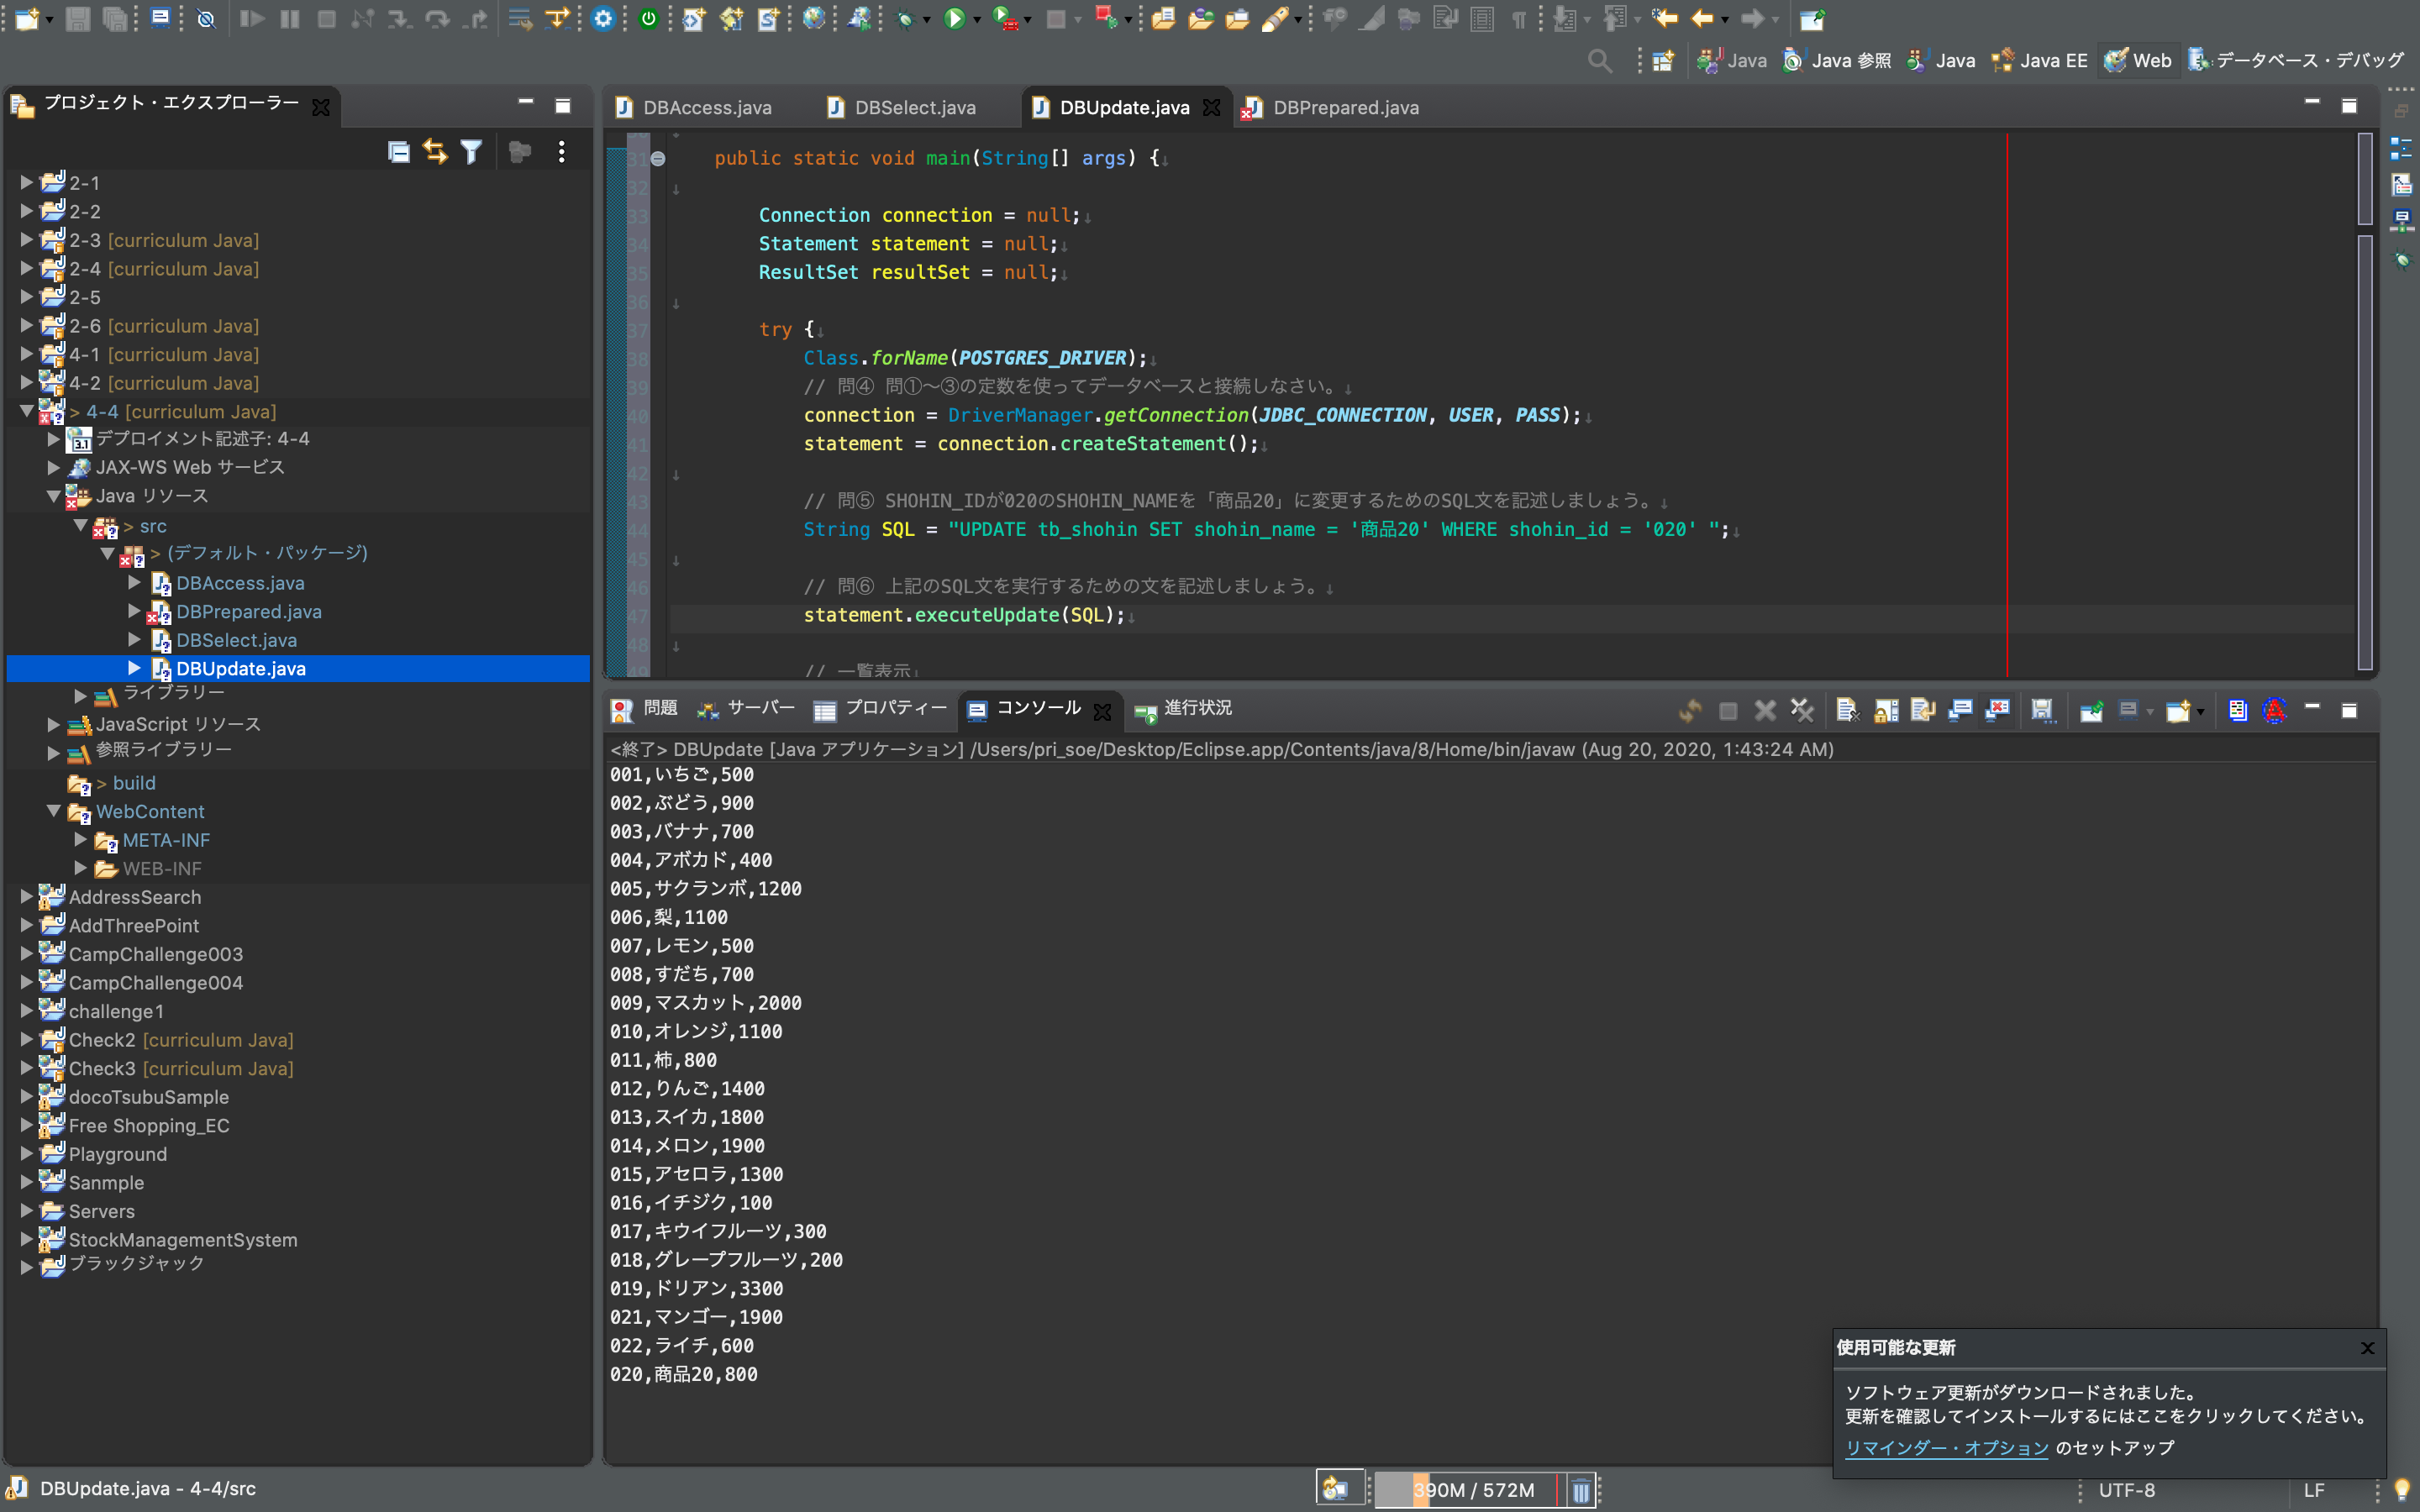 Java
Java 参照
Java
Java EE
Web
データベース・デバッグ
プロジェクト・エクスプローラー
2-1
2-2
2-3 [curriculum Java]
2-4 [curriculum Java]
2-5
2-6 [curriculum Java]
4-1 [curriculum Java]
4-2 [curriculum Java]
> 4-4 [curriculum Java]
デプロイメント記述子: 4-4
JAX-WS Web サービス
Java リソース
> src
> (デフォルト・パッケージ)
DBAccess.java
DBPrepared.java
DBSelect.java
DBUpdate.java
ライブラリー
JavaScript リソース
参照ライブラリー
> build
WebContent
META-INF
WEB-INF
AddressSearch
AddThreePoint
CampChallenge003
CampChallenge004
challenge1
Check2 [curriculum Java]
Check3 [curriculum Java]
docoTsubuSample
Free Shopping_EC
Playground
Sanmple
Servers
StockManagementSystem
ブラックジャック
DBAccess.java
DBSelect.java
DBUpdate.java
DBPrepared.java
31 public static void main(String[] args) {↓
32 ↓
33 Connection connection = null;↓
34 Statement statement = null;↓
35 ResultSet resultSet = null;↓
36 ↓
37 try {↓
38 Class.forName(POSTGRES_DRIVER);↓
39 // 問④ 問①～③の定数を使ってデータベースと接続しなさい。↓
40 connection = DriverManager.getConnection(JDBC_CONNECTION, USER, PASS);↓
41 statement = connection.createStatement();↓
42 ↓
43 // 問⑤ SHOHIN_IDが020のSHOHIN_NAMEを「商品20」に変更するためのSQL文を記述しましょう。↓
44 String SQL = "UPDATE tb_shohin SET shohin_name = '商品20' WHERE shohin_id = '020' ";↓
45 ↓
46 // 問⑥ 上記のSQL文を実行するための文を記述しましょう。↓
47 statement.executeUpdate(SQL);↓
48 ↓
49 // 一覧表示↓
問題
サーバー
プロパティー
コンソール
進行状況
<終了> DBUpdate [Java アプリケーション] /Users/pri_soe/Desktop/Eclipse.app/Contents/java/8/Home/bin/javaw (Aug 20, 2020, 1:43:24 AM)
001,いちご,500
002,ぶどう,900
003,バナナ,700
004,アボカド,400
005,サクランボ,1200
006,梨,1100
007,レモン,500
008,すだち,700
009,マスカット,2000
010,オレンジ,1100
011,柿,800
012,りんご,1400
013,スイカ,1800
014,メロン,1900
015,アセロラ,1300
016,イチジク,100
017,キウイフルーツ,300
018,グレープフルーツ,200
019,ドリアン,3300
021,マンゴー,1900
022,ライチ,600
020,商品20,800
使用可能な更新
ソフトウェア更新がダウンロードされました。
更新を確認してインストールするにはここをクリックしてください。
リマインダー・オプション のセットアップ
DBUpdate.java - 4-4/src
390M / 572M
UTF-8
LF